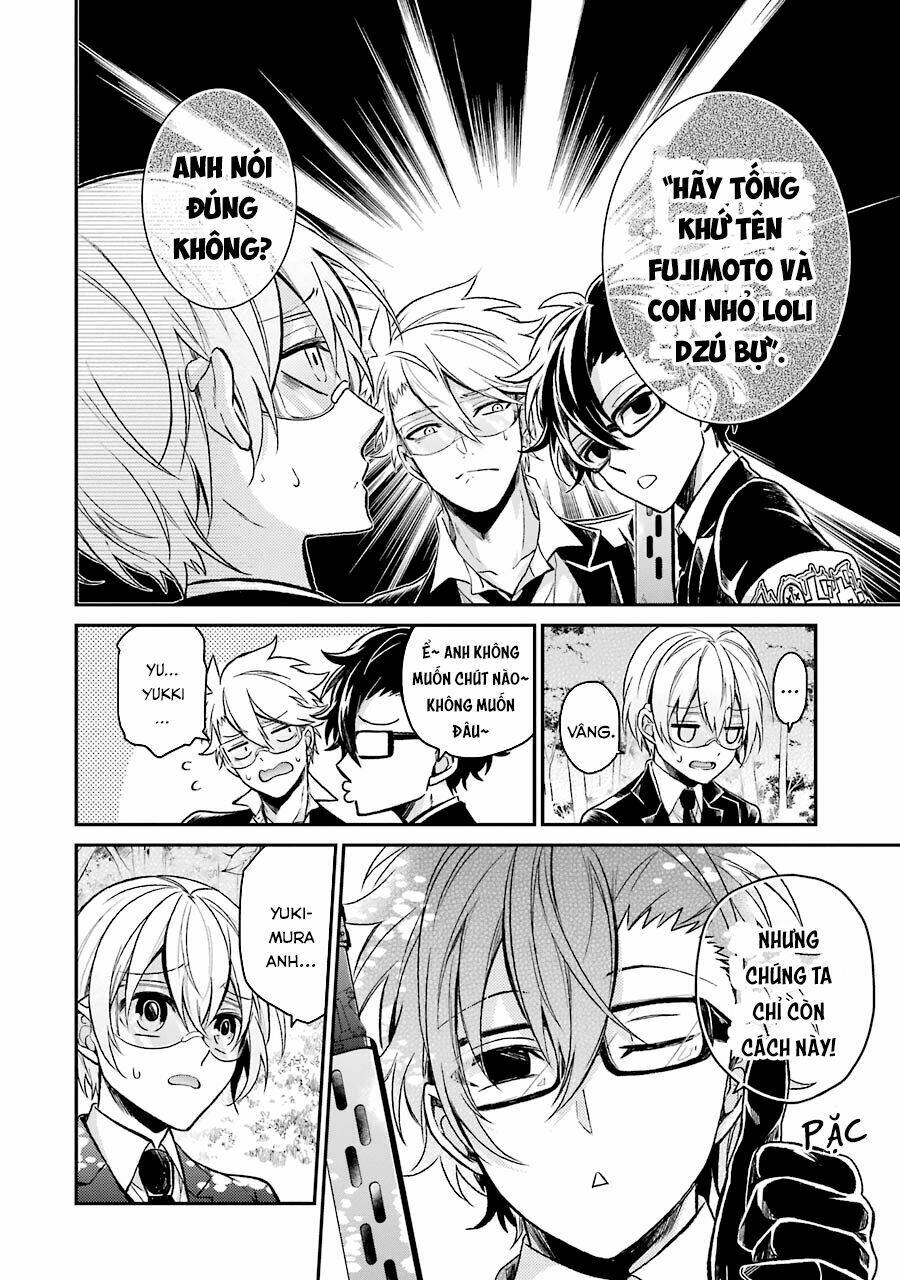 "HÃY TỐNG
KHỨ TÊN
FUJIMOTO VÀ
CON NHỎ LOLI
DZÚ BỰ".
ANH NÓI
ĐÚNG
KHÔNG?
...
VÂNG.
Ể~ ANH KHÔNG
MUỐN CHÚT NÀO~
KHÔNG MUỐN
ĐÂU~
YU...
YUKKI
...
NHƯNG
CHÚNG TA
CHỈ CÒN
CÁCH NÀY!
PẶC
YUKI-
MURA
ANH...